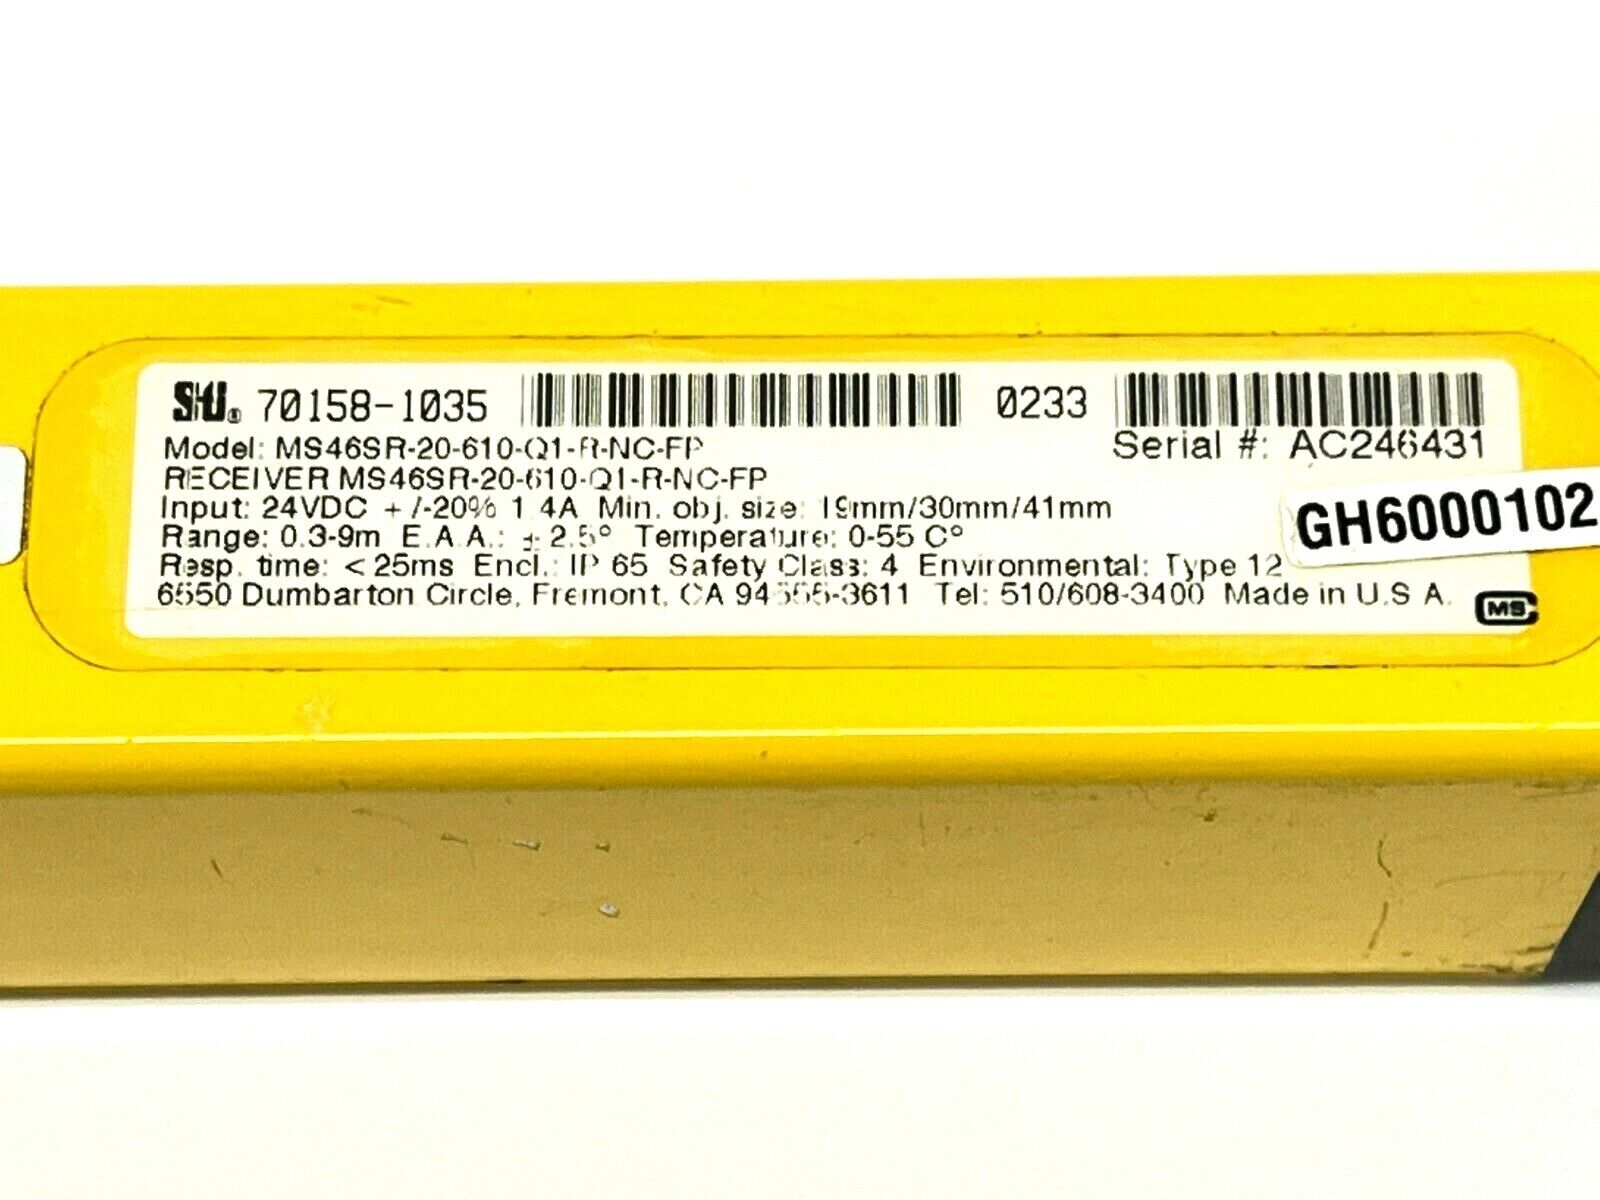 STI® 70158-1035 0233
Model: MS46SR-20-610-Q1-R-NC-FP Serial #: AC246431
RECEIVER MS46SR-20-610-Q1-R-NC-FP
Input: 24VDC +/-20% 1.4A Min. obj. size: 19mm/30mm/41mm
GH6000102
Range: 0.3-9m E.A.A.: ± 2.5° Temperature: 0-55 C°
Resp. time: <25ms Encl.: IP 65 Safety Class: 4 Environmental: Type 12
6550 Dumbarton Circle, Fremont, CA 94555-3611 Tel: 510/608-3400 Made in U.S.A.
CMS